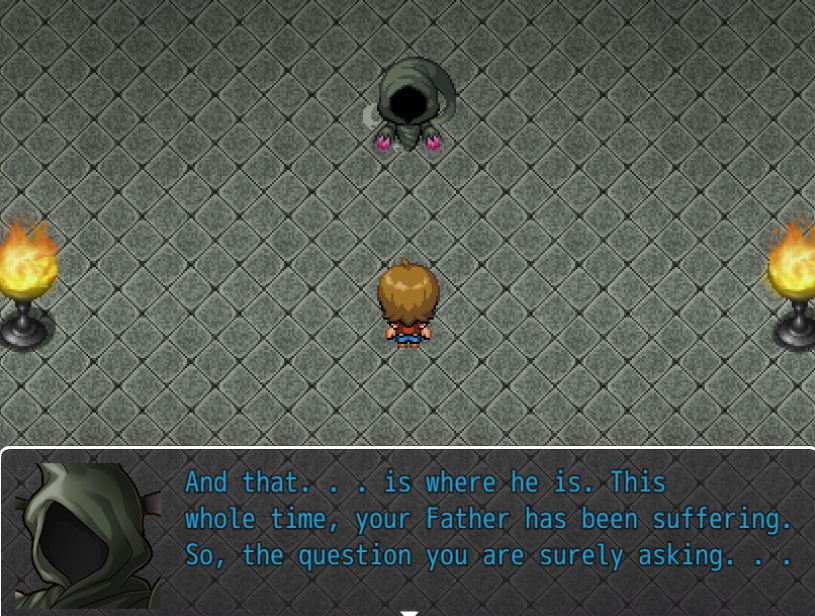 And that. . . is where he is. This
whole time, your Father has been suffering.
So, the question you are surely asking. . .